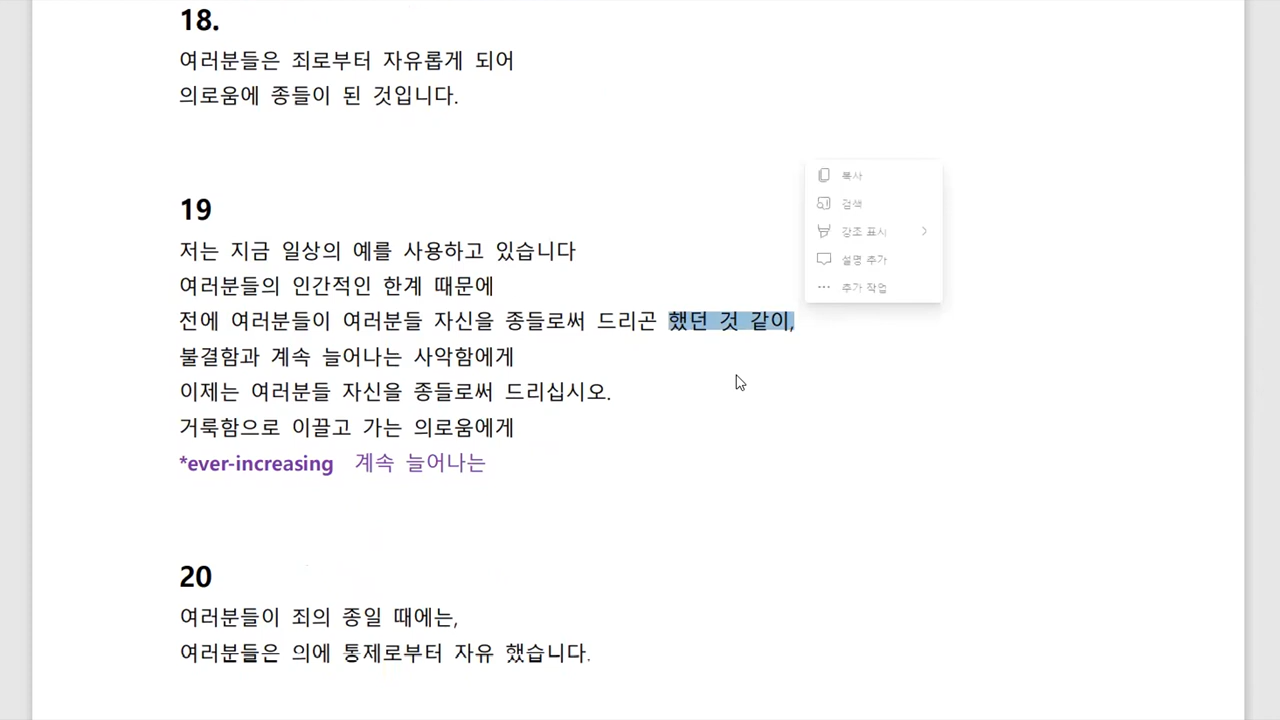 18.
여러분들은 죄로부터 자유롭게 되어
의로움에 종들이 된 것입니다.
19
저는 지금 일상의 예를 사용하고 있습니다
여러분들의 인간적인 한계 때문에
전에 여러분들이 여러분들 자신을 종들로써 드리곤 했던 것 같이,
불결함과 계속 늘어나는 사악함에게
이제는 여러분들 자신을 종들로써 드리십시오.
거룩함으로 이끌고 가는 의로움에게
*ever-increasing 계속 늘어나는
20
여러분들이 죄의 종일 때에는,
여러분들은 의에 통제로부터 자유 했습니다.
복사
검색
강조 표시
설명 추가
추가 작업